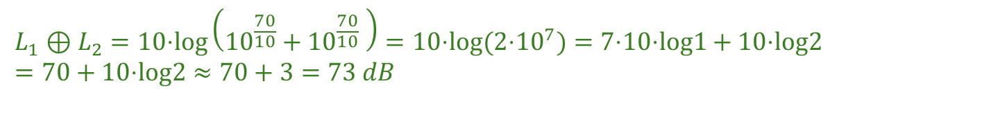 L₁ ⊕ L₂ = 10·log(10^(70/10) + 10^(70/10)) = 10·log(2·10⁷) = 7·10·log1 + 10·log2
= 70 + 10·log2 ≈ 70 + 3 = 73 dB